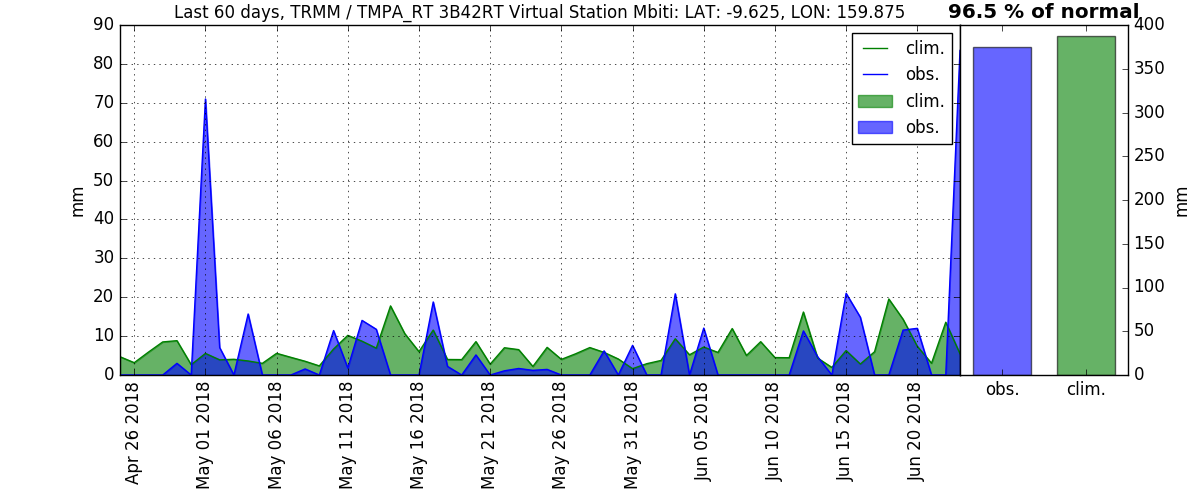 Last 60 days, TRMM / TMPA_RT 3B42RT Virtual Station Mbiti: LAT: -9.625, LON: 159.875
96.5 % of normal
90
80
70
60
50
40
30
20
10
0
mm
clim.
obs.
clim.
obs.
Apr 26 2018
May 01 2018
May 06 2018
May 11 2018
May 16 2018
May 21 2018
May 26 2018
May 31 2018
Jun 05 2018
Jun 10 2018
Jun 15 2018
Jun 20 2018
400
350
300
250
200
150
100
50
0
mm
obs.
clim.